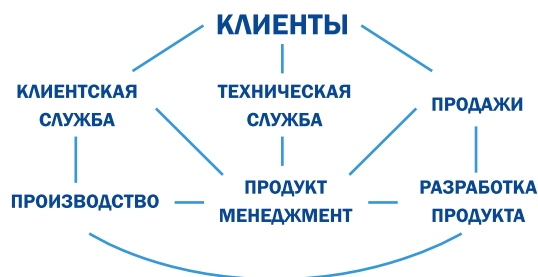 КЛИЕНТЫ
КЛИЕНТСКАЯ
СЛУЖБА
ТЕХНИЧЕСКАЯ
СЛУЖБА
ПРОДАЖИ
ПРОИЗВОДСТВО
ПРОДУКТ
МЕНЕДЖМЕНТ
РАЗРАБОТКА
ПРОДУКТА